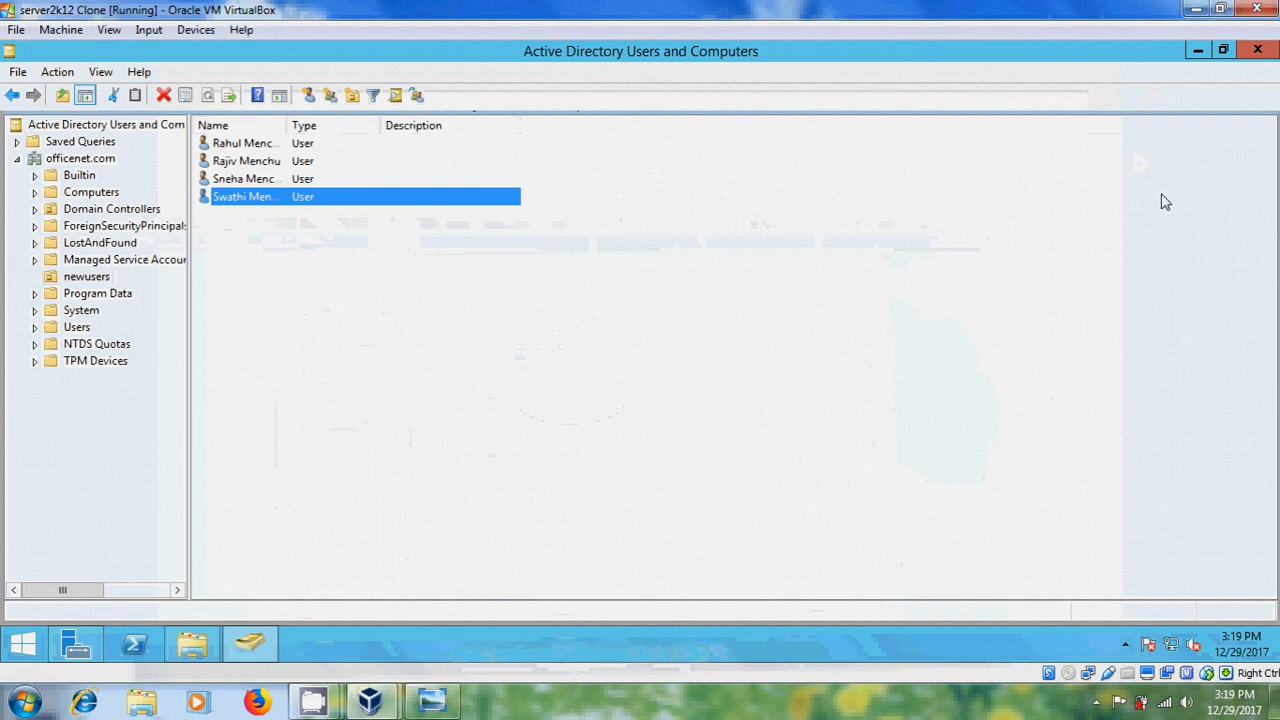 server2k12 Clone [Running] - Oracle VM VirtualBox
File Machine View Input Devices Help
Active Directory Users and Computers
File Action View Help
Active Directory Users and Com
Saved Queries
officenet.com
Builtin
Computers
Domain Controllers
ForeignSecurityPrincipals
LostAndFound
Managed Service Accour
newusers
Program Data
System
Users
NTDS Quotas
TPM Devices
Name Type Description
Rahul Menc... User
Rajiv Menchu User
Sneha Menc... User
Swathi Men... User
3:19 PM
12/29/2017
Right Ctrl
3:19 PM
12/29/2017